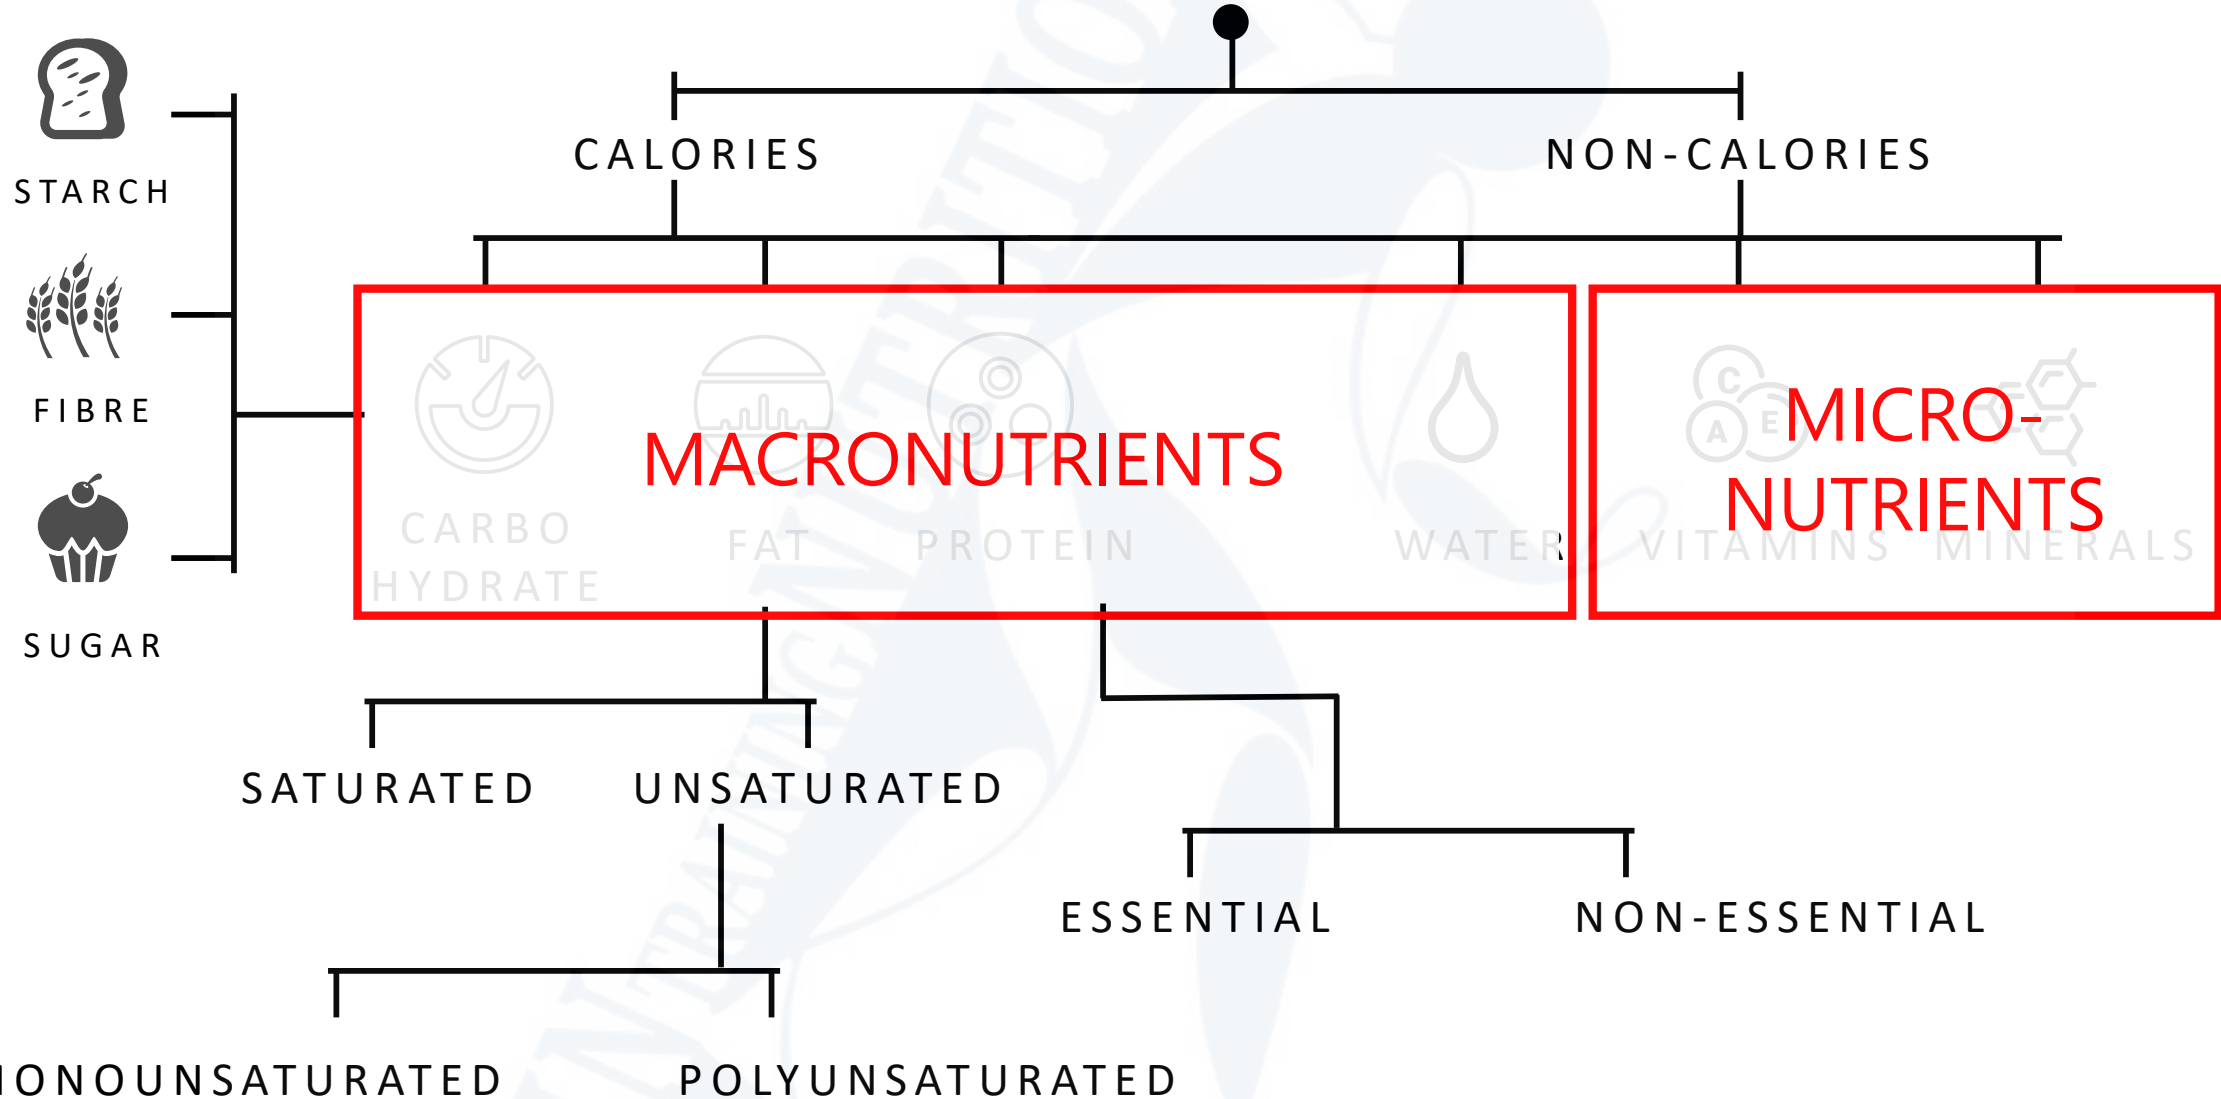 CALORIES
NON-CALORIES
STARCH
FIBRE
SUGAR
C
A
E
MACRONUTRIENTS
MICRO-
NUTRIENTS
CARBO
HYDRATE
FAT
PROTEIN
WATER
VITAMINS
MINERALS
SATURATED
UNSATURATED
ESSENTIAL
NON-ESSENTIAL
ONOUNSATURATED
POLYUNSATURATED